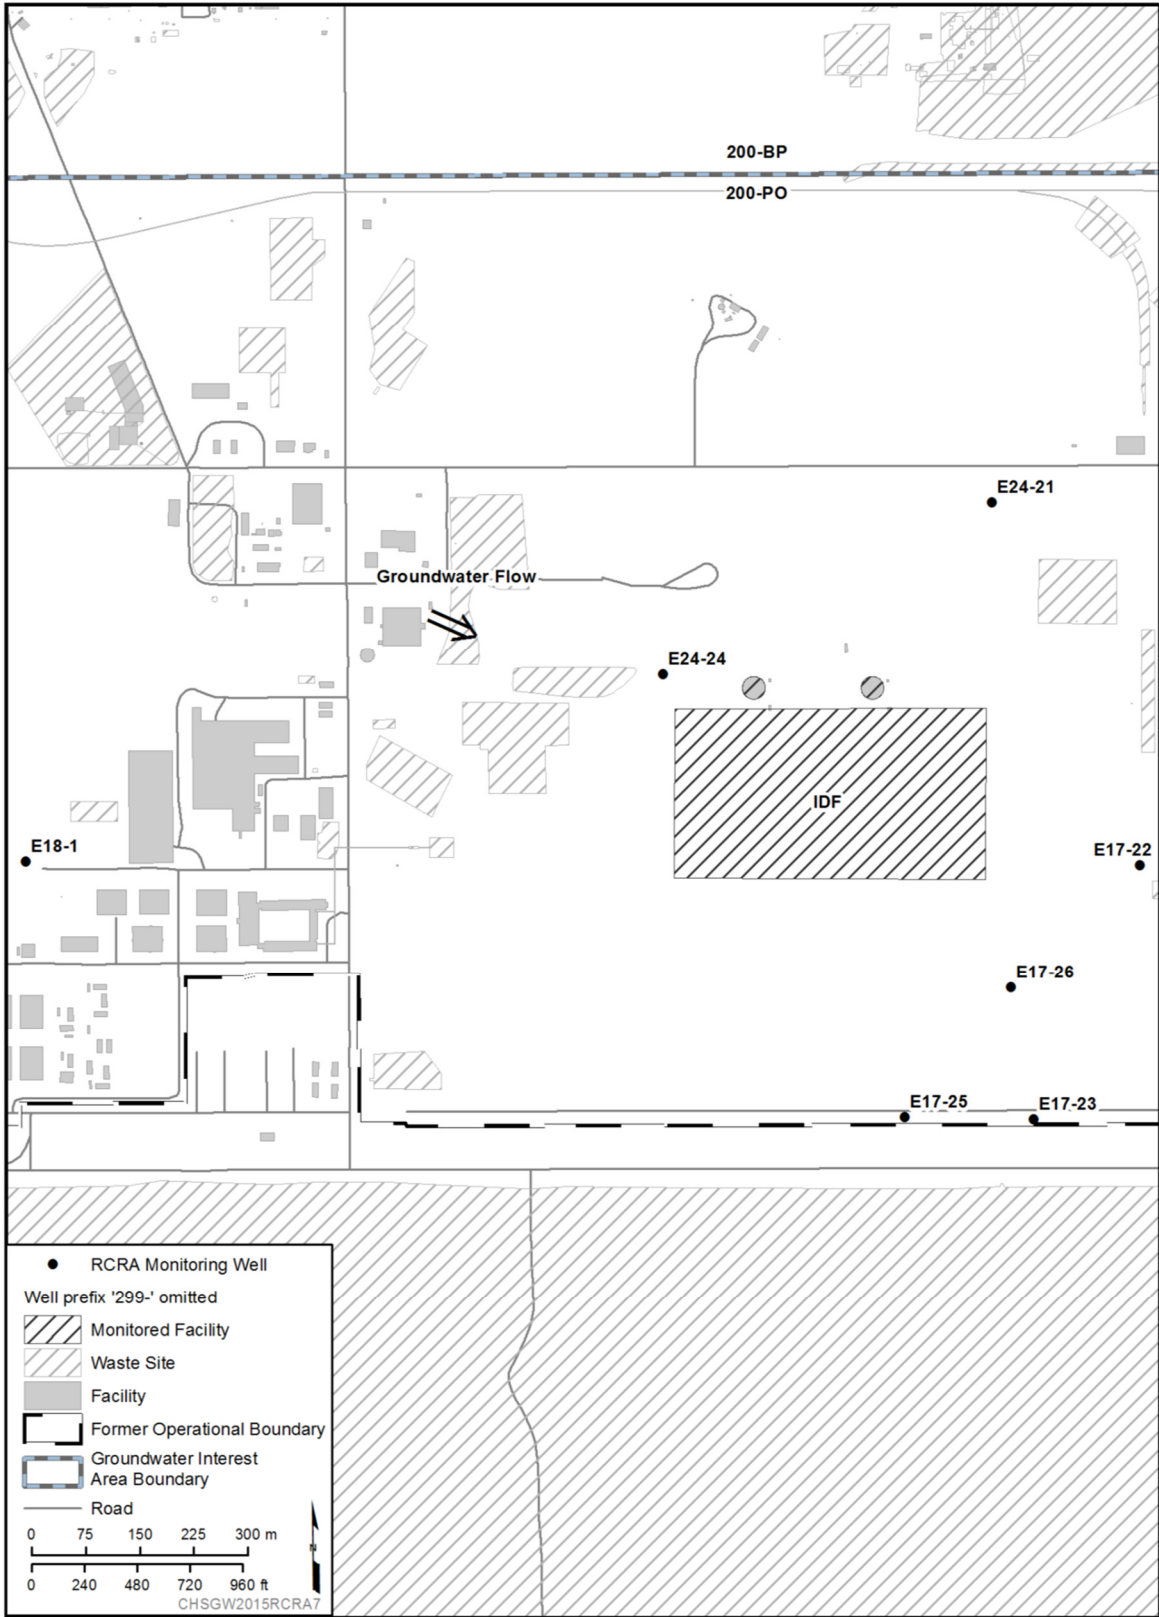 200-BP
200-PO
E24-21
Groundwater Flow
E24-24
IDF
E18-1
E17-22
E17-26
E17-25
E17-23
RCRA Monitoring Well
Well prefix '299-' omitted
Monitored Facility
Waste Site
Facility
Former Operational Boundary
Groundwater Interest
Area Boundary
Road
0 75 150 225 300 m
N
0 240 480 720 960 ft
CHSGW2015RCRA7